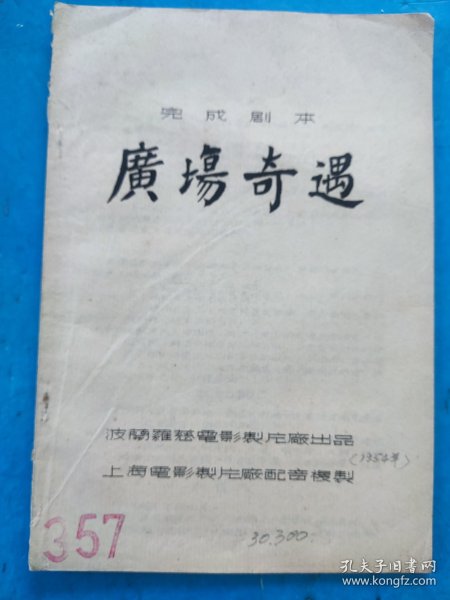 完成剧本
廣場奇遇
波蘭羅慈電影製片廠出品
(1954年)
上海電影製片廠配音複製
357
30.300.
孔夫子旧书网
www.kongfz.com